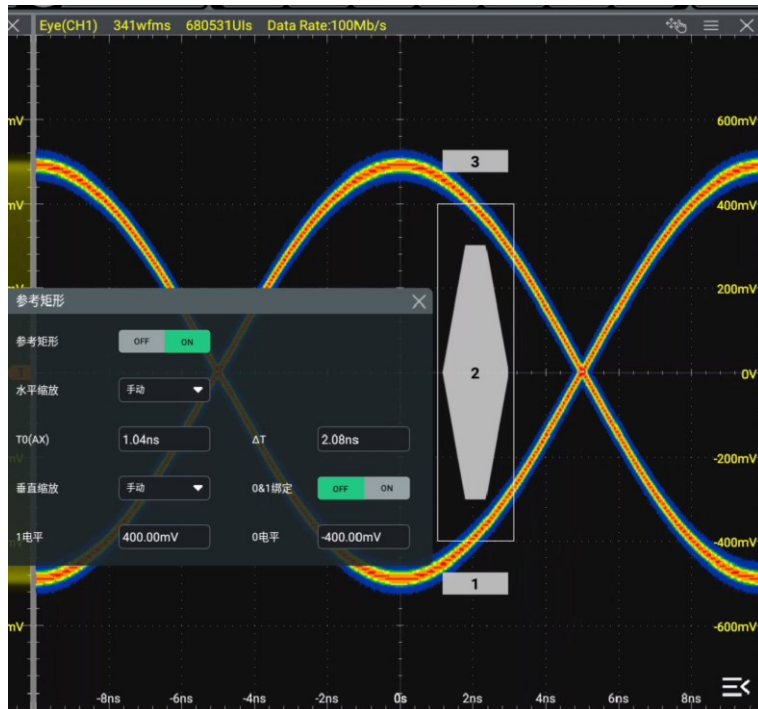 Eye(CH1) 341wfms 680531UIs Data Rate:100Mb/s
mV 600mV
3
mV 400mV
200mV
参考矩形
参考矩形 OFF ON
2
T 0V
水平缩放 手动
T0(AX) 1.04ns ΔT 2.08ns
-200mV
垂直缩放 手动 0&1绑定 OFF ON
1电平 400.00mV 0电平 -400.00mV
-400mV
1
mV -600mV
-8ns -6ns -4ns -2ns 0s 2ns 4ns 6ns 8ns